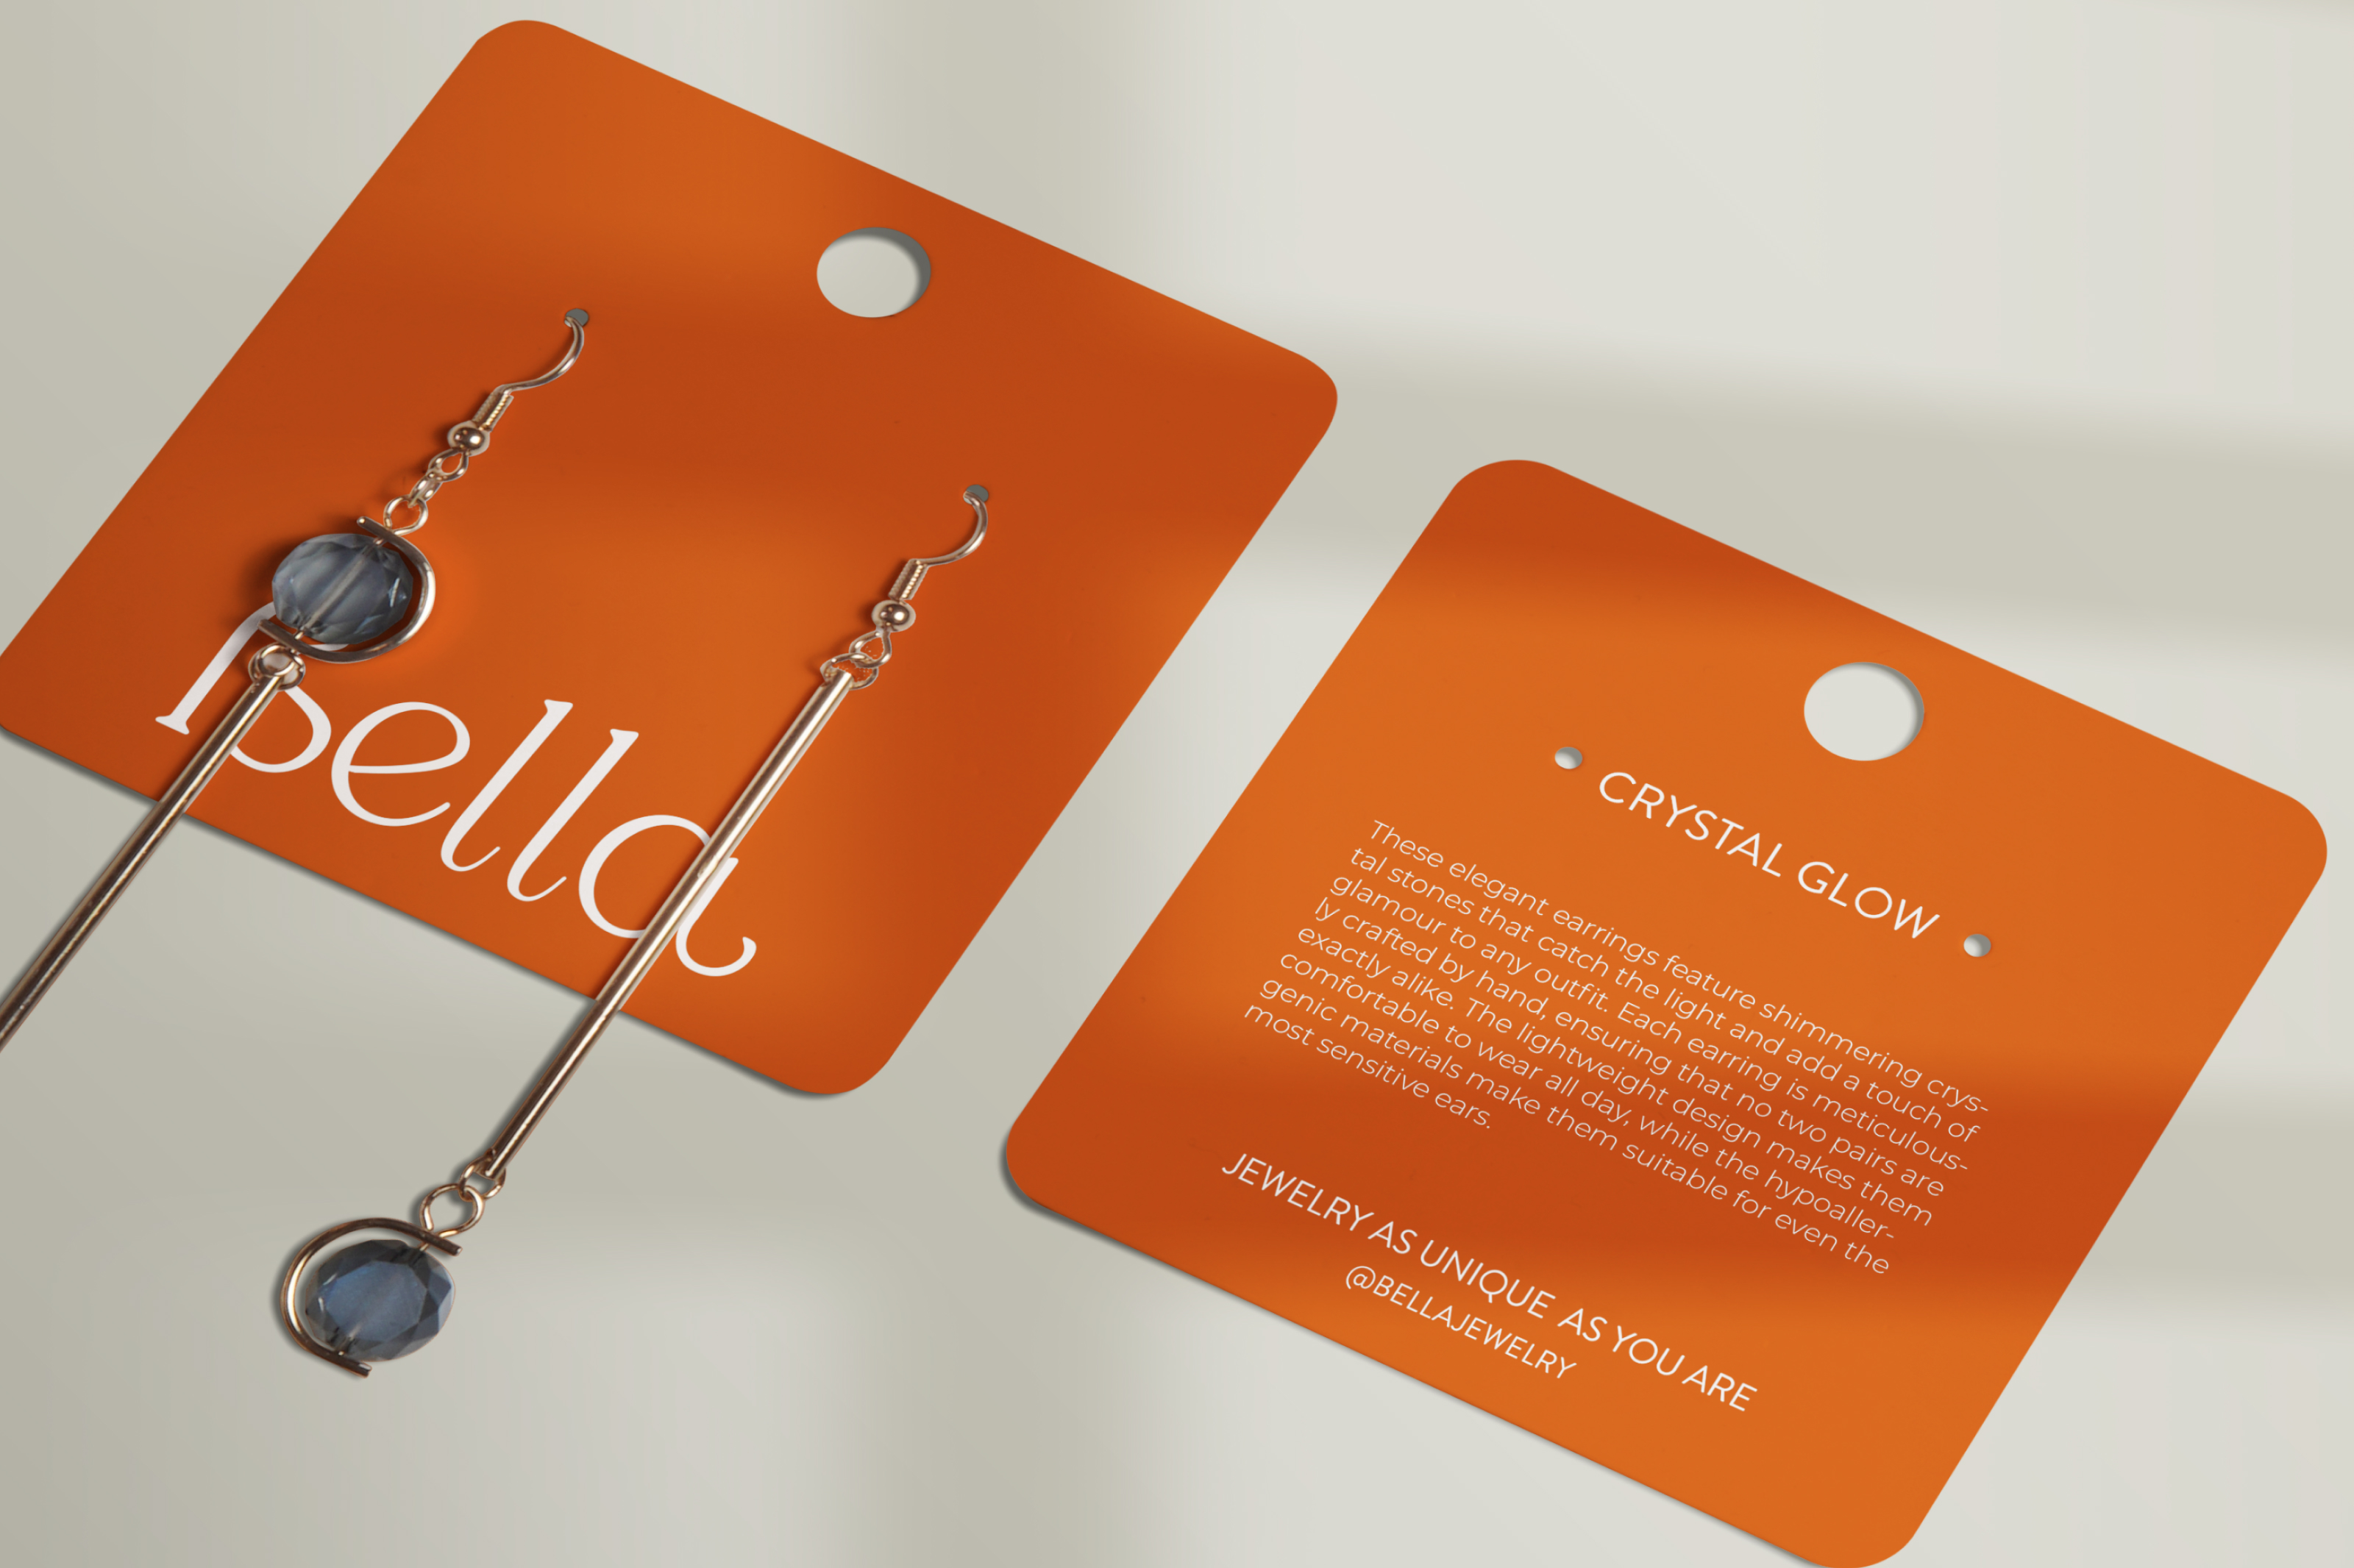 Bella
CRYSTAL GLOW
These elegant earrings feature shimmering crys-
tal stones that catch the light and add a touch of
glamour to any outfit. Each earring is meticulous-
ly crafted by hand, ensuring that no two pairs are
exactly alike. The lightweight design makes them
comfortable to wear all day, while the hypoaller-
genic materials make them suitable for even the
most sensitive ears.
JEWELRY AS UNIQUE AS YOU ARE
@BELLAJEWELRY